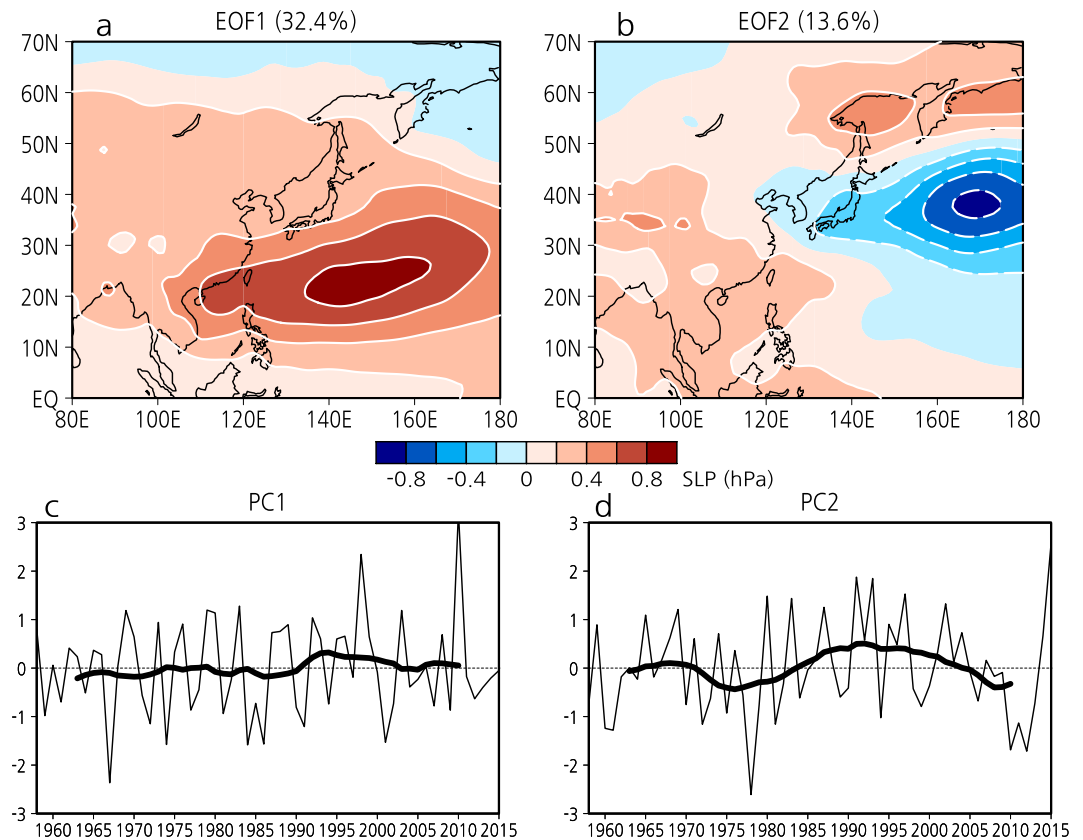 a EOF1 (32.4%) b EOF2 (13.6%)
70N 70N
60N 60N
50N 50N
40N 40N
30N 30N
20N 20N
10N 10N
EQ EQ
80 100E 120E 140E 160E 180 80 100E 120E 140E 160E 180
-0.8 -0.4 0 0.4 0.8 SLP (hPa)
c PC1 d PC2
3 3
2 2
1 1
0 0
-1 -1
-2 -2
-3 -3
1960 1965 1970 1975 1980 1985 1990 1995 2000 2005 2010 2015 1960 1965 1970 1975 1980 1985 1990 1995 2000 2005 2010 2015